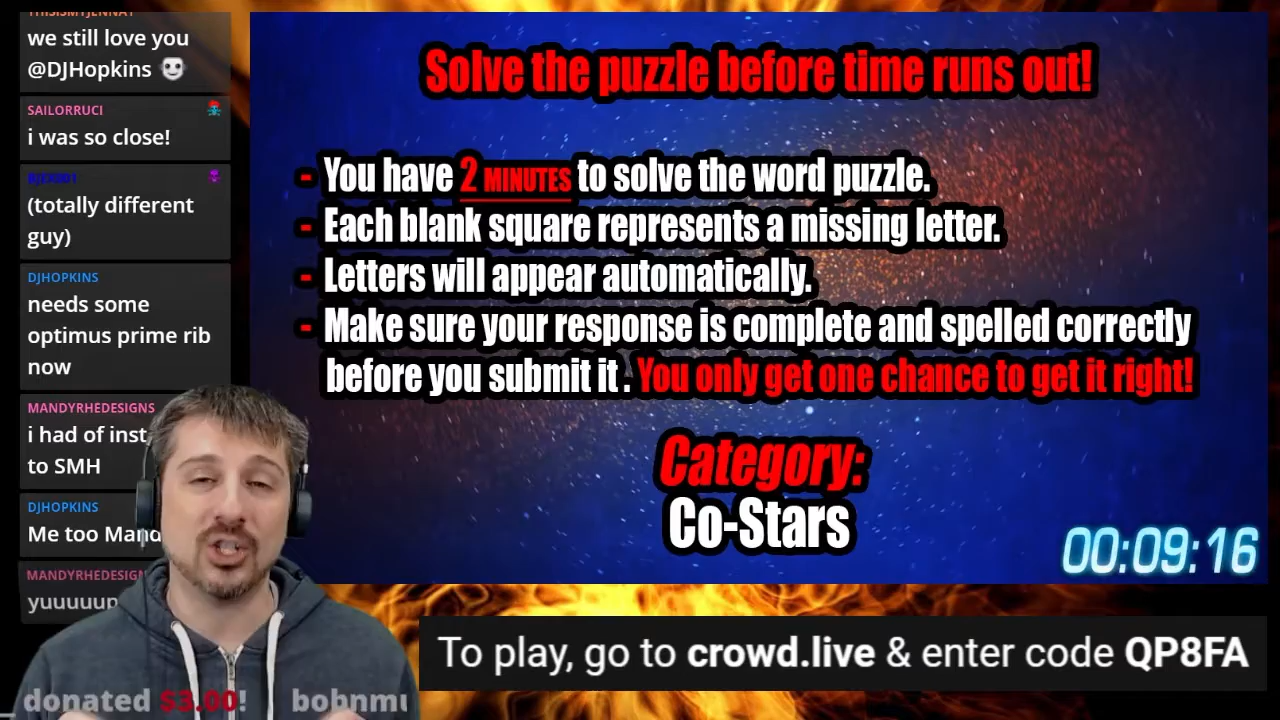 we still love you
@DJHopkins
SAILORRUCI
i was so close!
(totally different
guy)
DJHOPKINS
needs some
optimus prime rib
now
MANDYRHEDESIGNS
i had of inst
to SMH
DJHOPKINS
Me too Mand
MANDYRHEDESIGN
yuuuuup
donated $3.00! bobnmu
Solve the puzzle before time runs out!
- You have 2 MINUTES to solve the word puzzle.
- Each blank square represents a missing letter.
- Letters will appear automatically.
- Make sure your response is complete and spelled correctly
before you submit it. You only get one chance to get it right!
Category:
Co-Stars
00:09:16
To play, go to crowd.live & enter code QP8FA